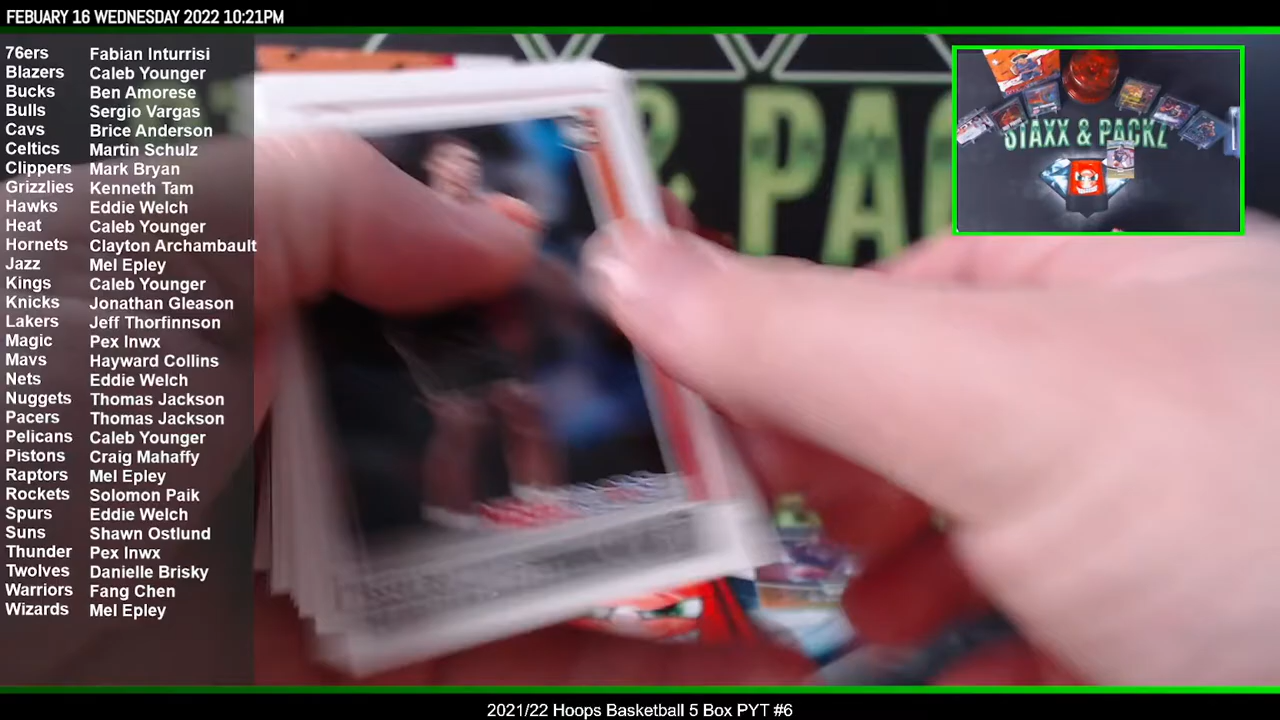 FEBUARY 16 WEDNESDAY 2022 10:21PM
76ers Fabian Inturrisi
Blazers Caleb Younger
Bucks Ben Amorese
Bulls Sergio Vargas
Cavs Brice Anderson
Celtics Martin Schulz
Clippers Mark Bryan
Grizzlies Kenneth Tam
Hawks Eddie Welch
Heat Caleb Younger
Hornets Clayton Archambault
Jazz Mel Epley
Kings Caleb Younger
Knicks Jonathan Gleason
Lakers Jeff Thorfinnson
Magic Pex Inwx
Mavs Hayward Collins
Nets Eddie Welch
Nuggets Thomas Jackson
Pacers Thomas Jackson
Pelicans Caleb Younger
Pistons Craig Mahaffy
Raptors Mel Epley
Rockets Solomon Paik
Spurs Eddie Welch
Suns Shawn Ostlund
Thunder Pex Inwx
Twolves Danielle Brisky
Warriors Fang Chen
Wizards Mel Epley
& PAC
STAXX & PACKZ
2021/22 Hoops Basketball 5 Box PYT #6